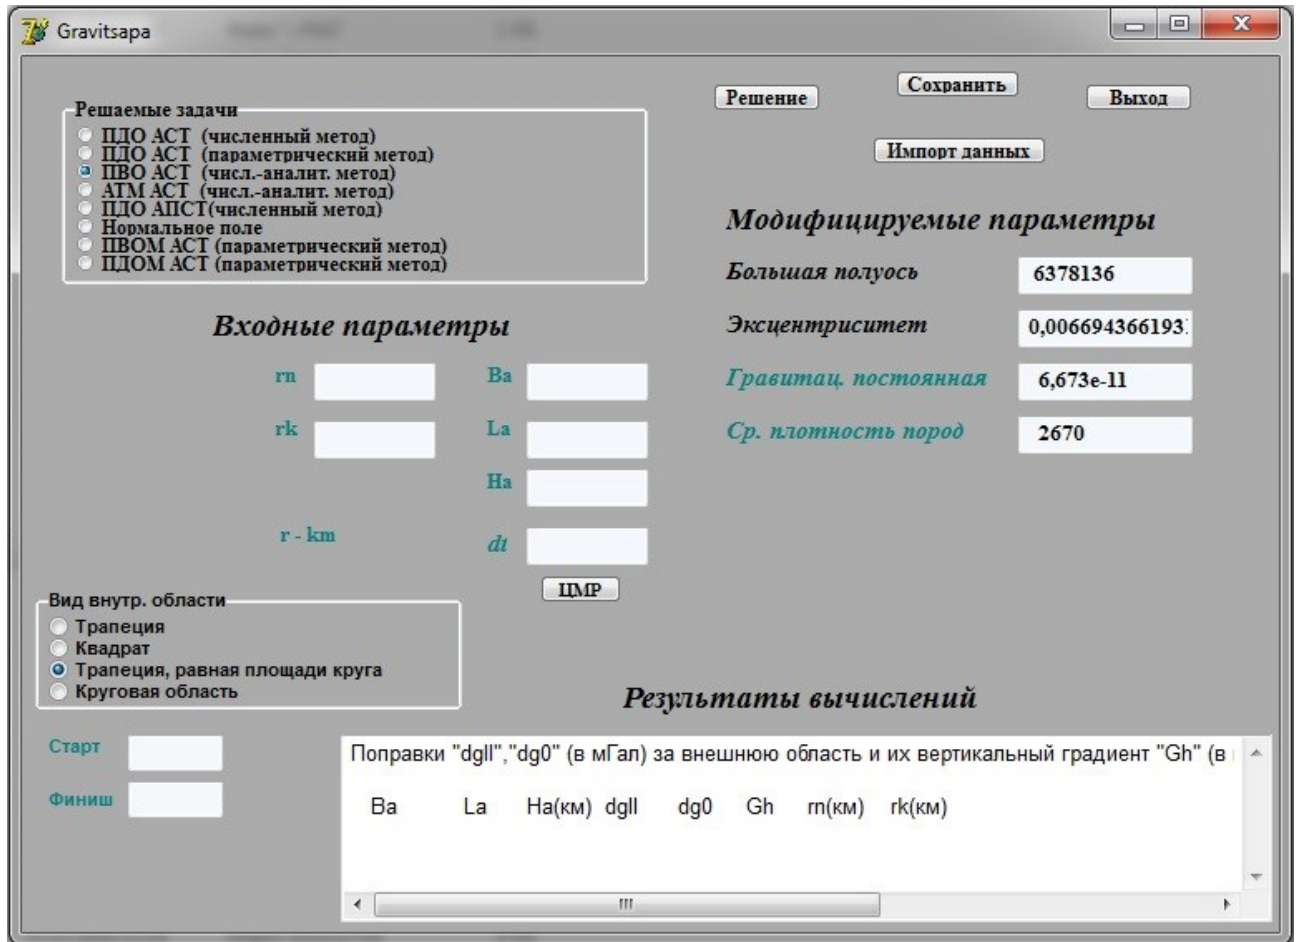 Gravitsapa
Решение
Сохранить
Выход
Импорт данных
Решаемые задачи
ПДО АСТ (численный метод)
ПДО АСТ (параметрический метод)
ПВО АСТ (числ.-аналит. метод)
АТМ АСТ (числ.-аналит. метод)
ПДО АПСТ(численный метод)
Нормальное поле
ПВОМ АСТ (параметрический метод)
ПДОМ АСТ (параметрический метод)
Модифицируемые параметры
Большая полуось 6378136
Эксцентриситет 0,0066943661931
Гравитац. постоянная 6,673e-11
Ср. плотность пород 2670
Входные параметры
rn Ba
rk La
Ha
r - km dt
ЦМР
Вид внутр. области
Трапеция
Квадрат
Трапеция, равная площади круга
Круговая область
Старт
Финиш
Результаты вычислений
Поправки "dgll","dg0" (в мГал) за внешнюю область и их вертикальный градиент "Gh" (в
Ba La Ha(км) dgll dg0 Gh rn(км) rk(км)